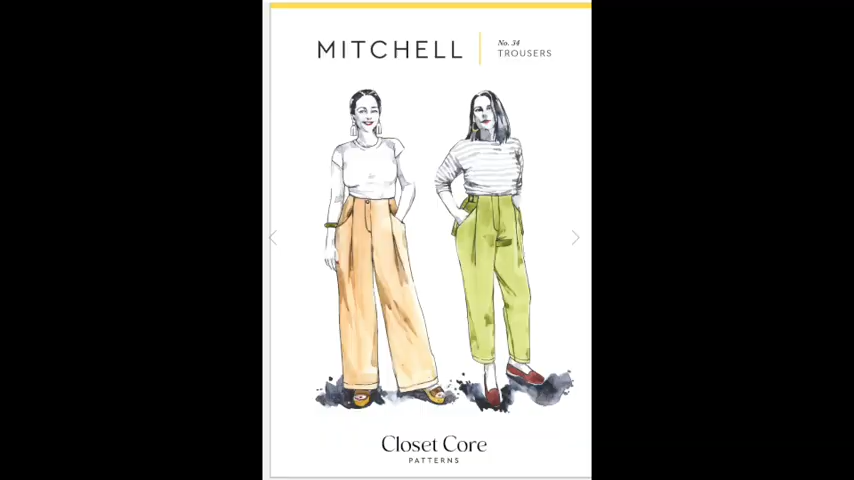 MITCHELL
No. 34
TROUSERS
Closet Core
PATTERNS